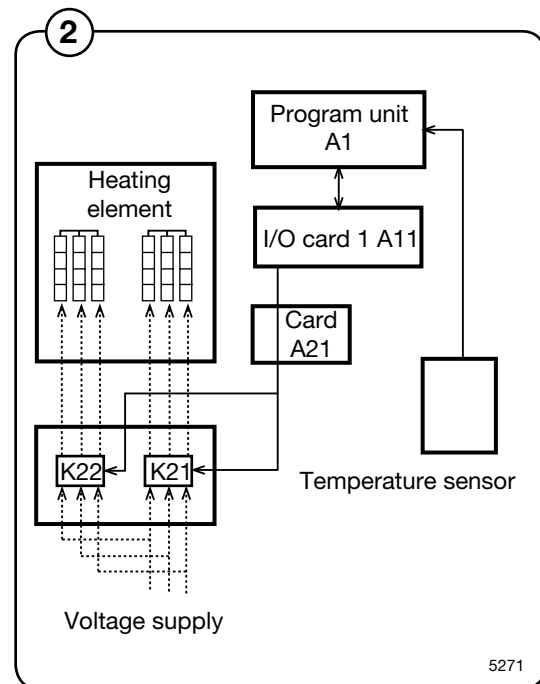 2
Program unit
A1
Heating
element
I/O card 1 A11
Card
A21
K22
K21
Temperature sensor
Voltage supply
5271